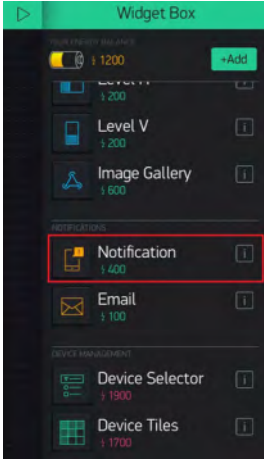 Widget Box
YOUR ENERGY BALANCE
1200
+Add
Level H
200
Level V
200
Image Gallery
600
NOTIFICATIONS
Notification
400
Email
100
DEVICE MANAGEMENT
Device Selector
1900
Device Tiles
1700